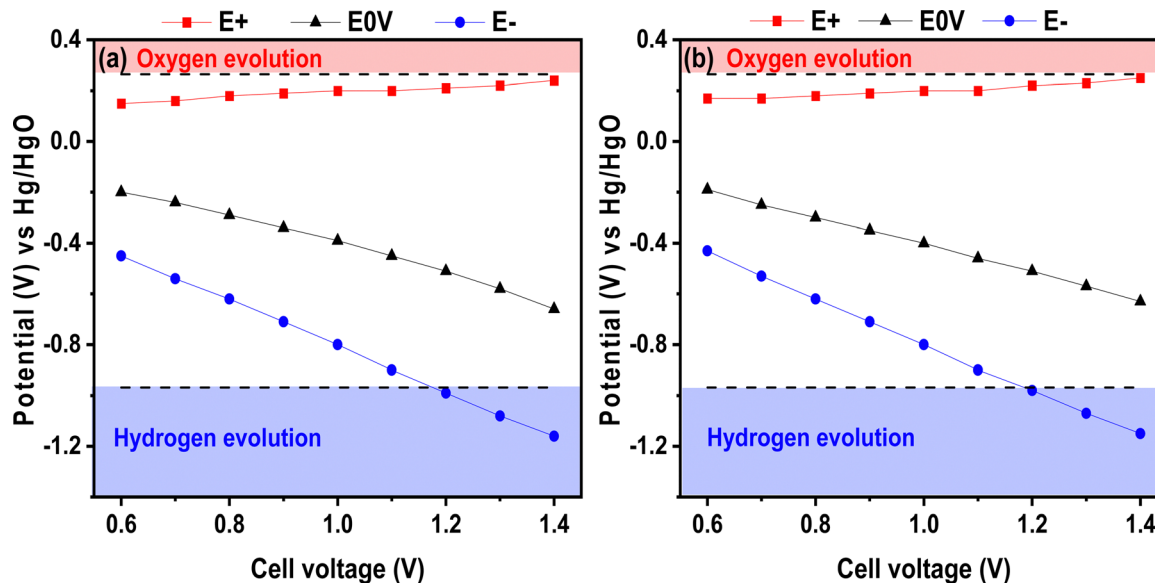 E+ E0V E-
(a) Oxygen evolution
0.4
0.0
-0.4
-0.8
-1.2
Potential (V) vs Hg/HgO
Hydrogen evolution
0.6 0.8 1.0 1.2 1.4
Cell voltage (V)
E+ E0V E-
(b) Oxygen evolution
0.4
0.0
-0.4
-0.8
-1.2
Potential (V) vs Hg/HgO
Hydrogen evolution
0.6 0.8 1.0 1.2 1.4
Cell voltage (V)